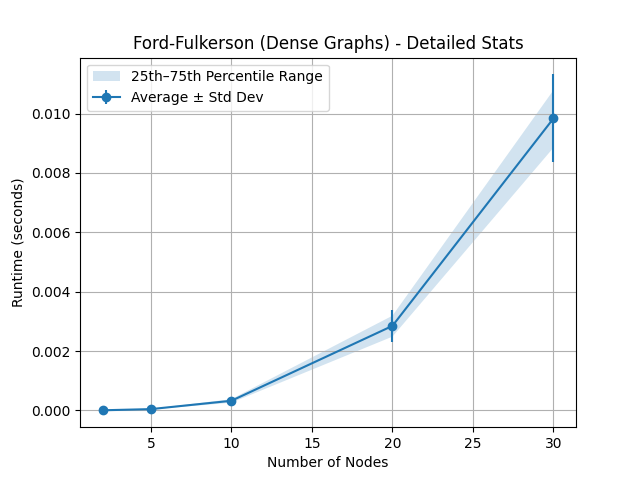 Ford-Fulkerson (Dense Graphs) - Detailed Stats
25th–75th Percentile Range
Average ± Std Dev
0.010
0.008
0.006
0.004
0.002
0.000
Runtime (seconds)
5 10 15 20 25 30
Number of Nodes